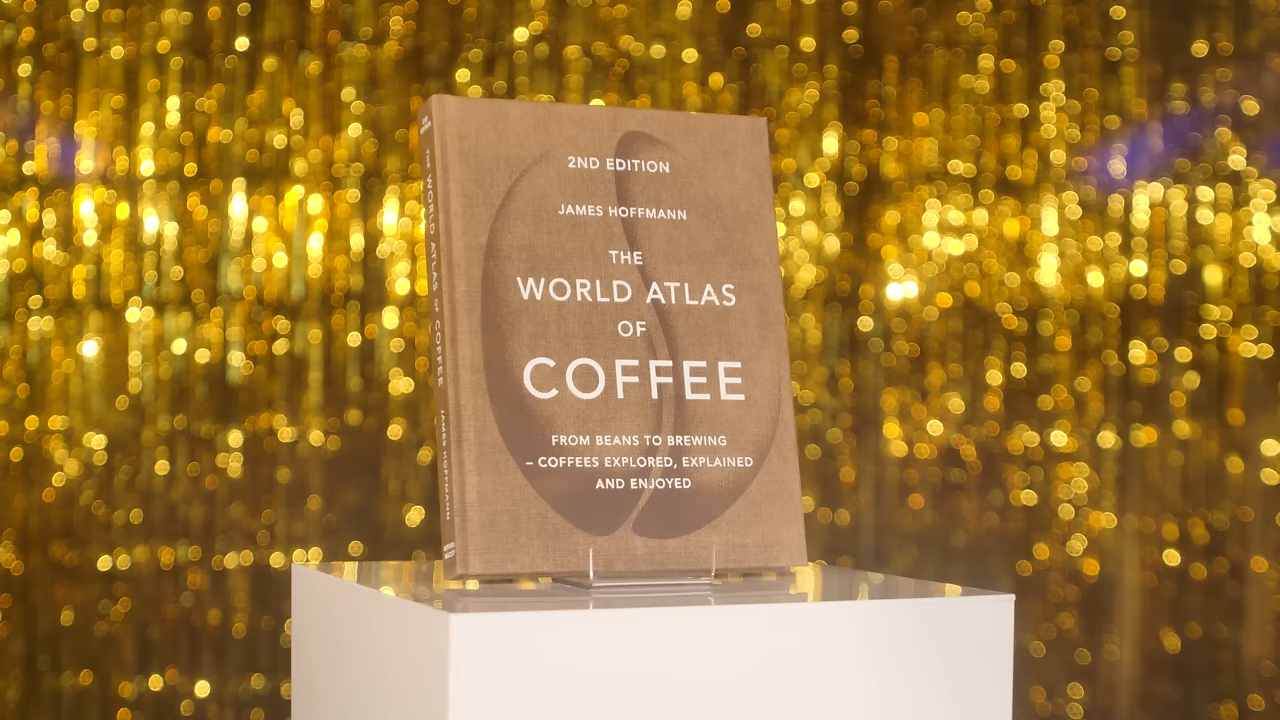 2ND EDITION
JAMES HOFFMANN
THE
WORLD ATLAS
OF
COFFEE
FROM BEANS TO BREWING
– COFFEES EXPLORED, EXPLAINED
AND ENJOYED
THE WORLD ATLAS OF COFFEE JAMES HOFFMANN